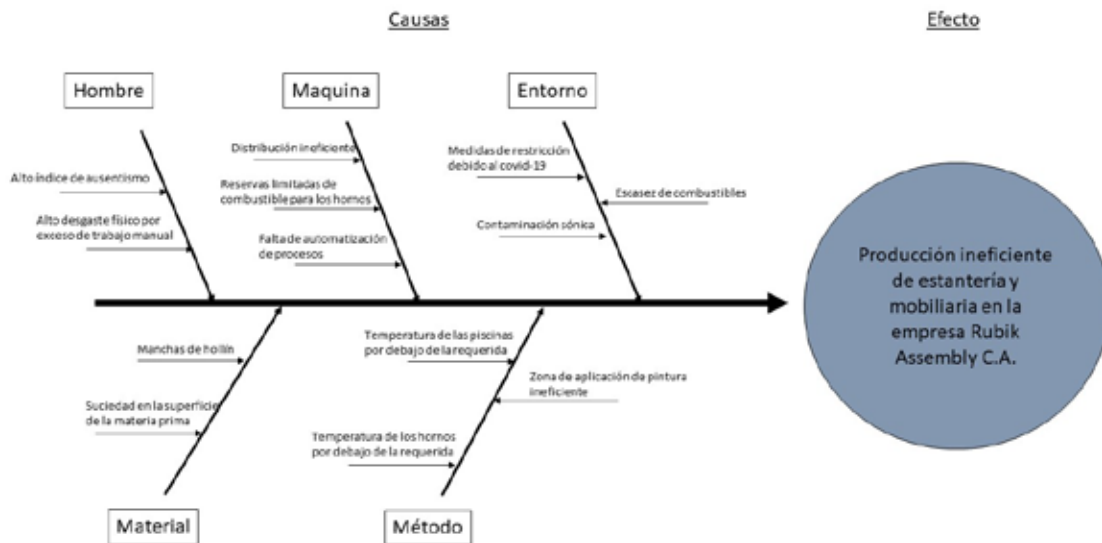 Causas
Efecto
Hombre
Maquina
Entorno
Alto índice de ausentismo
Alto desgaste físico por
exceso de trabajo manual
Distribución ineficiente
Reservas limitadas de
combustible para los hornos
Falta de automatización
de procesos
Medidas de restricción
debido al covid-19
Escasez de combustibles
Contaminación sónica
Producción ineficiente
de estantería y
mobiliaria en la
empresa Rubik
Assembly C.A.
Manchas de hollín
Suciedad en la superficie
de la materia prima
Temperatura de las piscinas
por debajo de la requerida
Zona de aplicación de pintura
ineficiente
Temperatura de los hornos
por debajo de la requerida
Material
Método